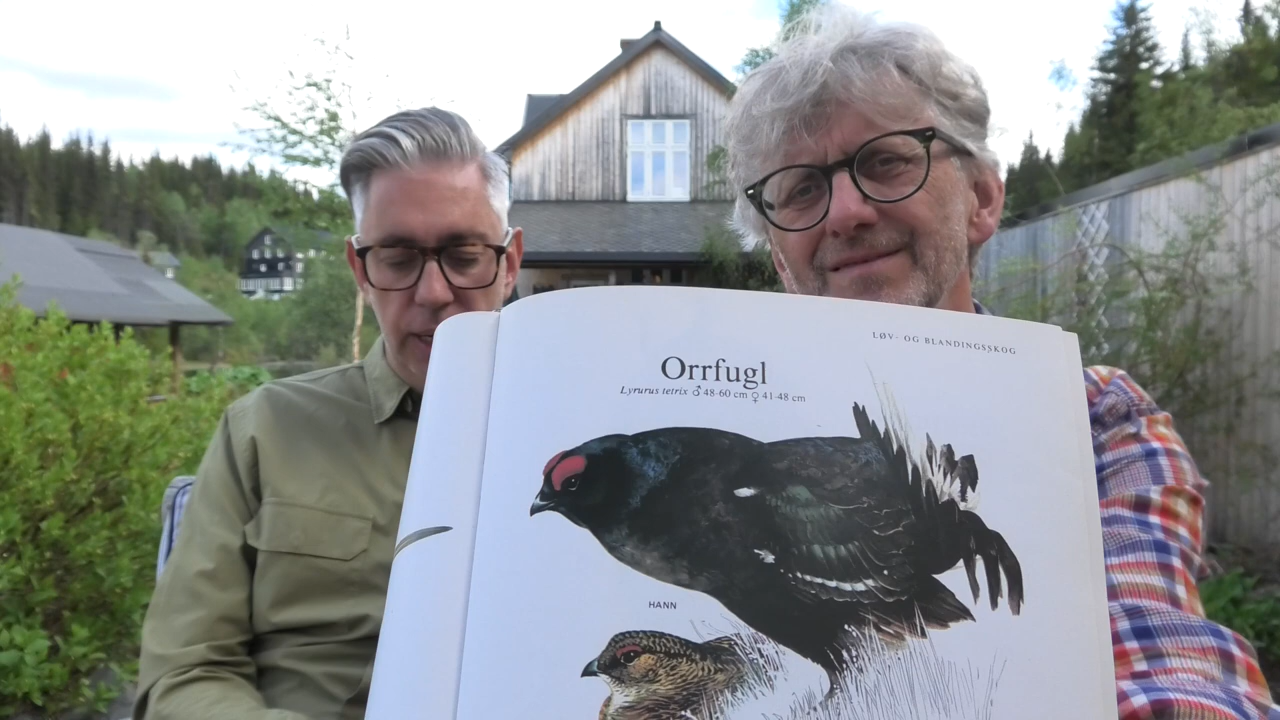 LØV- OG BLANDINGSSKOG
Orrfugl
Lyrurus tetrix ♂ 48-60 cm ♀ 41-48 cm
HANN